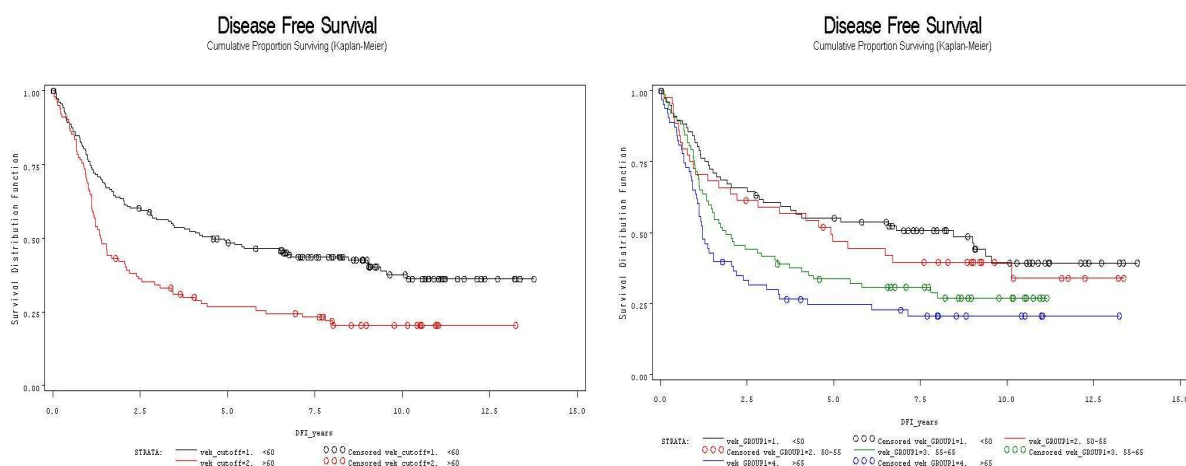 Disease Free Survival
Cumulative Proportion Surviving (Kaplan-Meier)
1.00
0.75
0.50
0.25
0.00
Survival Distribution Function
0.0 2.5 5.0 7.5 10.0 12.5 15.0
DFI_years
STRATA: vek_cutoff=1. <60 Censored vek_cutoff=1. <60
vek_cutoff=2. >60 Censored vek_cutoff=2. >60
Disease Free Survival
Cumulative Proportion Surviving (Kaplan-Meier)
1.00
0.75
0.50
0.25
0.00
Survival Distribution Function
0.0 2.5 5.0 7.5 10.0 12.5 15.0
DFI_years
STRATA: vek_GROUP1=1. <50 Censored vek_GROUP1=1. <50 vek_GROUP1=2. 50-55
Censored vek_GROUP1=2. 50-55 vek_GROUP1=3. 55-65 Censored vek_GROUP1=3. 55-65
vek_GROUP1=4. >65 Censored vek_GROUP1=4. >65